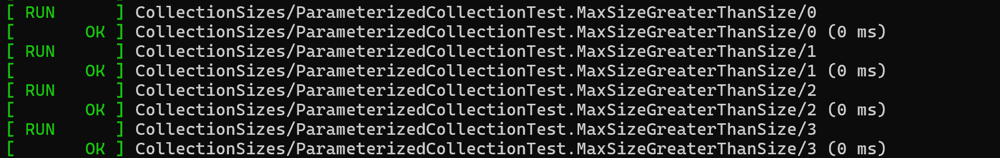 [ RUN      ] CollectionSizes/ParameterizedCollectionTest.MaxSizeGreaterThanSize/0
[       OK ] CollectionSizes/ParameterizedCollectionTest.MaxSizeGreaterThanSize/0 (0 ms)
[ RUN      ] CollectionSizes/ParameterizedCollectionTest.MaxSizeGreaterThanSize/1
[       OK ] CollectionSizes/ParameterizedCollectionTest.MaxSizeGreaterThanSize/1 (0 ms)
[ RUN      ] CollectionSizes/ParameterizedCollectionTest.MaxSizeGreaterThanSize/2
[       OK ] CollectionSizes/ParameterizedCollectionTest.MaxSizeGreaterThanSize/2 (0 ms)
[ RUN      ] CollectionSizes/ParameterizedCollectionTest.MaxSizeGreaterThanSize/3
[       OK ] CollectionSizes/ParameterizedCollectionTest.MaxSizeGreaterThanSize/3 (0 ms)